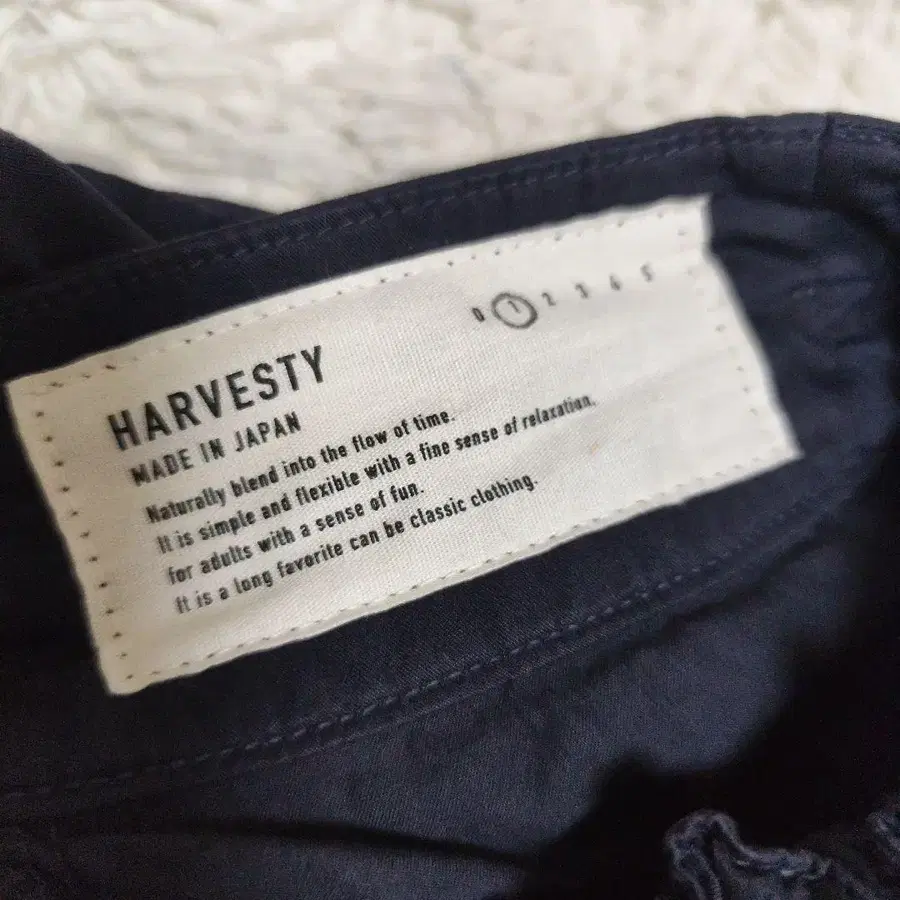 0 1 2 3 4 5
HARVESTY
MADE IN JAPAN
Naturally blend into the flow of time.
It is simple and flexible with a fine sense of relaxation.
for adults with a sense of fun.
It is a long favorite can be classic clothing.